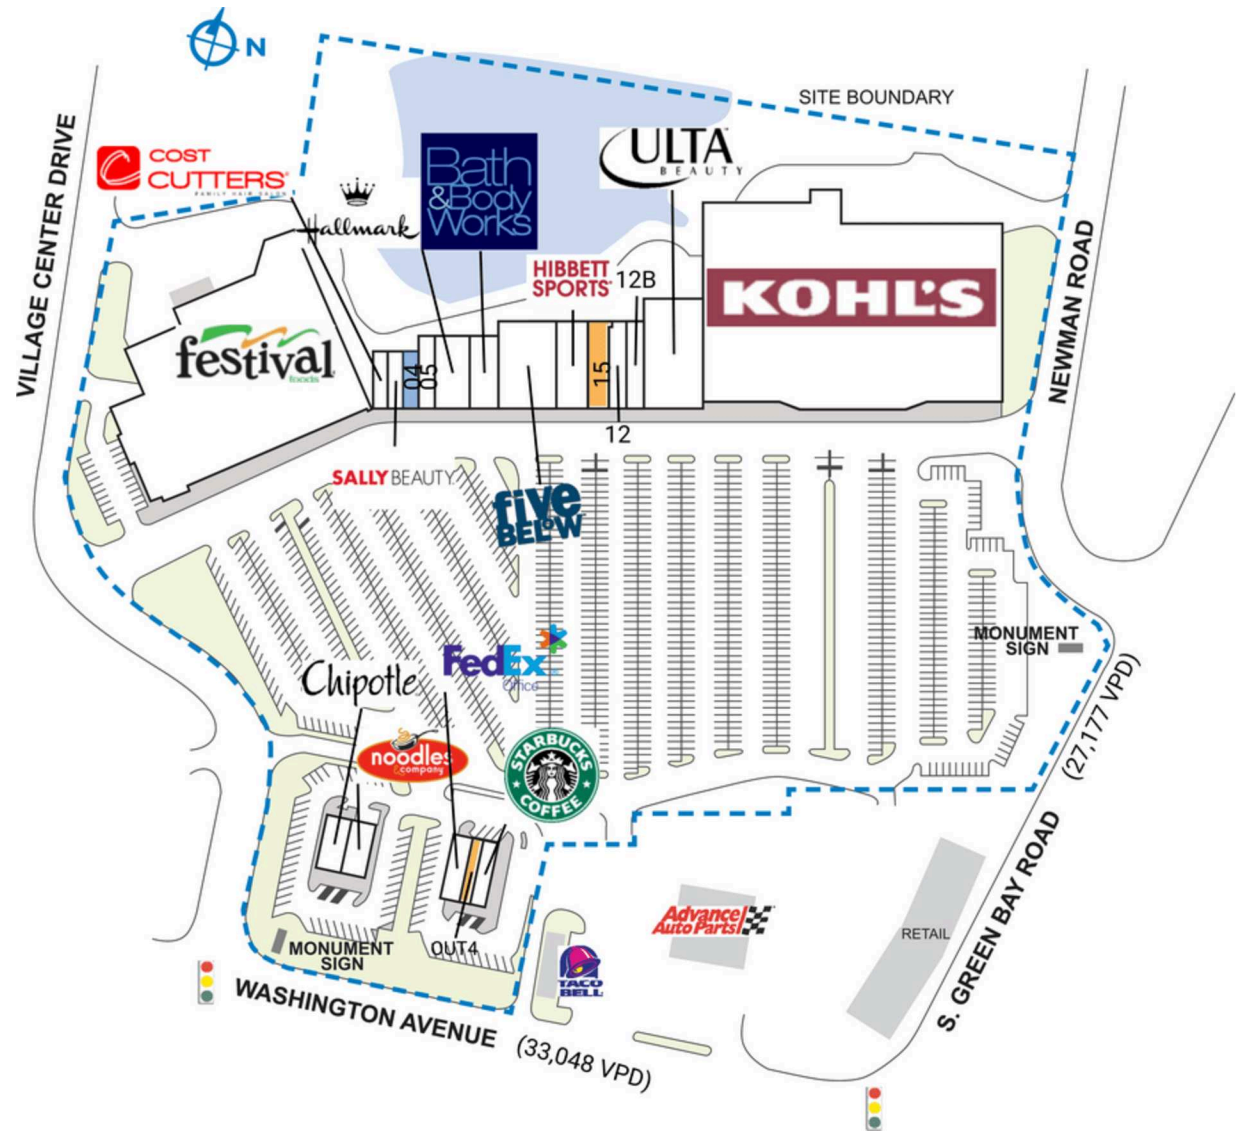 N
SITE BOUNDARY
VILLAGE CENTER DRIVE
COST
CUTTERS
FAMILY HAIR SALON
Hallmark
Bath
& Body
Works
ULTA
BEAUTY
HIBBETT
SPORTS
12B
KOHL'S
NEWMAN ROAD
festival
foods
04
05
15
12
SALLY BEAUTY
five
BELOW
MONUMENT
SIGN
(27,177 VPD)
Chipotle
FedEx
Office
noodles
& company
STARBUCKS
COFFEE
S. GREEN BAY ROAD
Advance
Auto Parts
RETAIL
MONUMENT
SIGN
OUT4
TACO
BELL
WASHINGTON AVENUE (33,048 VPD)